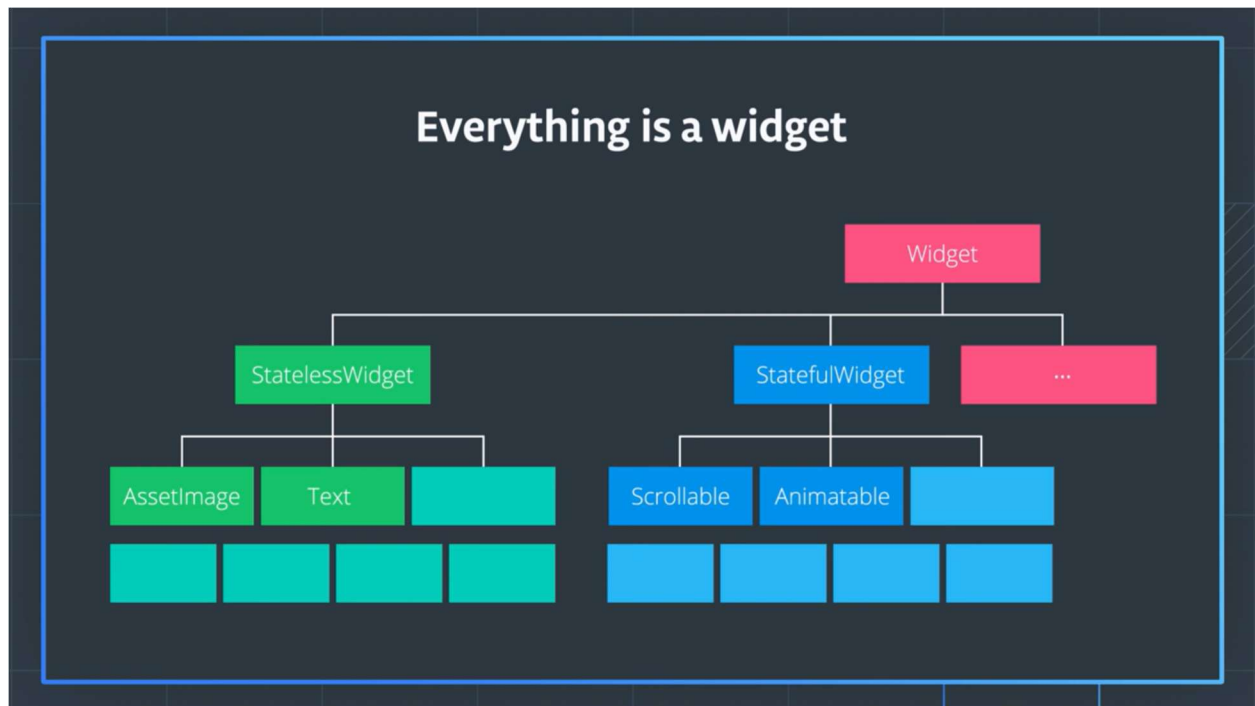 Everything is a widget
Widget
StatelessWidget
StatefulWidget
...
AssetImage
Text
Scrollable
Animatable